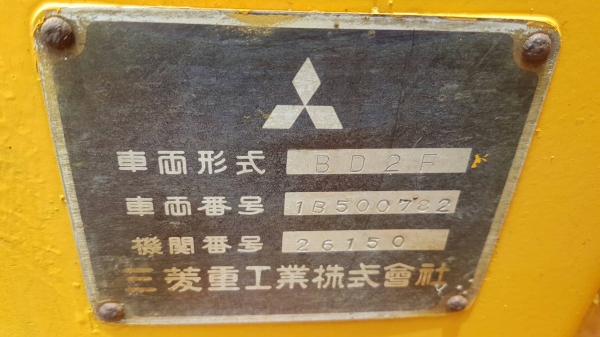 車両形式 BD2F
車両番号 1B500782
機関番号 26150
三菱重工業株式會社